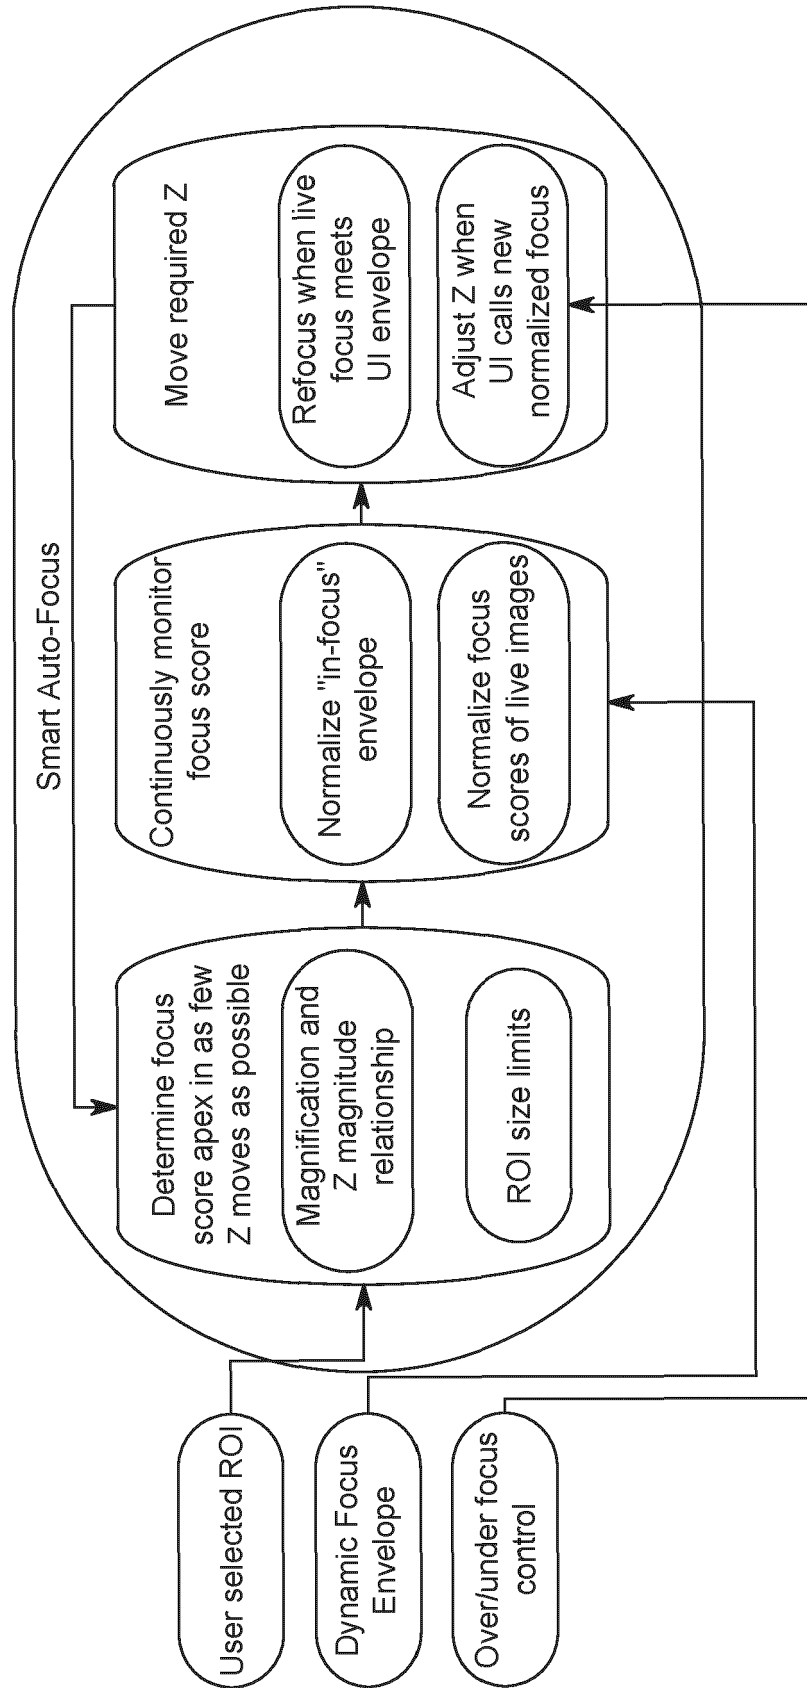 Smart Auto-Focus
User selected ROI
Dynamic Focus
Envelope
Over/under focus
control
Determine focus
score apex in as few
Z moves as possible
Magnification and
Z magnitude
relationship
ROI size limits
Continuously monitor
focus score
Normalize "in-focus"
envelope
Normalize focus
scores of live images
Move required Z
Refocus when live
focus meets
UI envelope
Adjust Z when
UI calls new
normalized focus